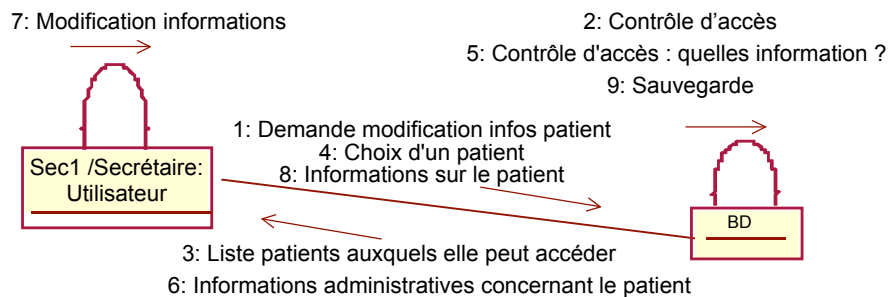 7: Modification informations
2: Contrôle d’accès
5: Contrôle d'accès : quelles information ?
9: Sauvegarde
1: Demande modification infos patient
4: Choix d'un patient
8: Informations sur le patient
Sec1 /Secrétaire:
Utilisateur
BD
3: Liste patients auxquels elle peut accéder
6: Informations administratives concernant le patient